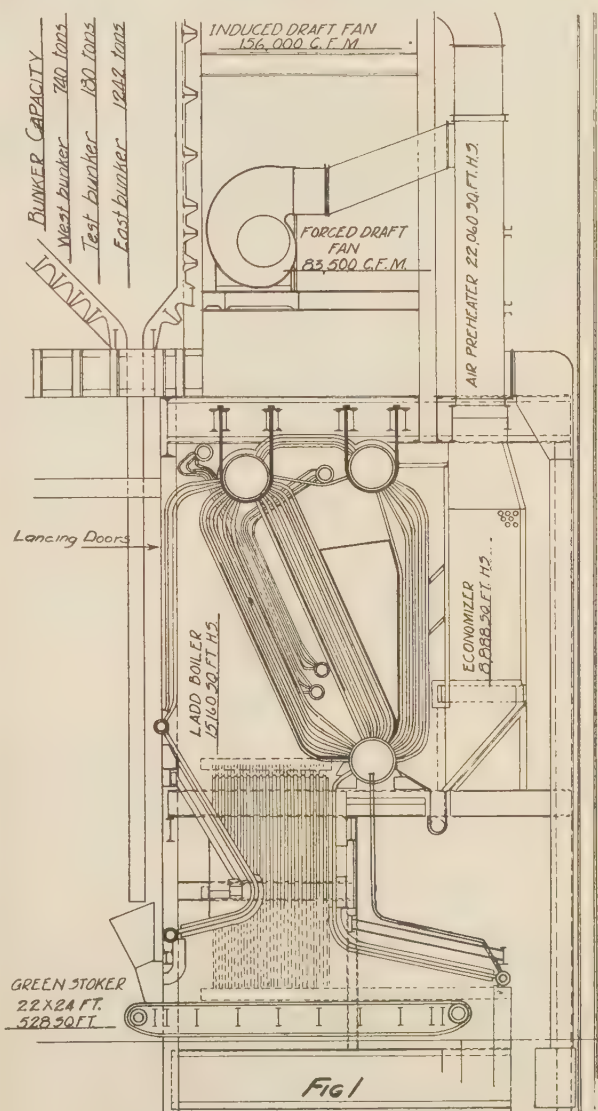 INDUCED DRAFT FAN
156,000 C.F.M.
BUNKER CAPACITY
West bunker 740 tons
Test bunker 180 tons
East bunker 1242 tons
FORCED DRAFT
FAN
83,500 C.F.M.
AIR PREHEATER 22,060 SQ.FT.H.S.
Lancing Doors
LADD BOILER
15,160 SQ.FT H.S.
ECONOMIZER
8,988 SQ.FT. H.S.
GREEN STOKER
22 X 24 FT.
528 SQ.FT.
FIG 1